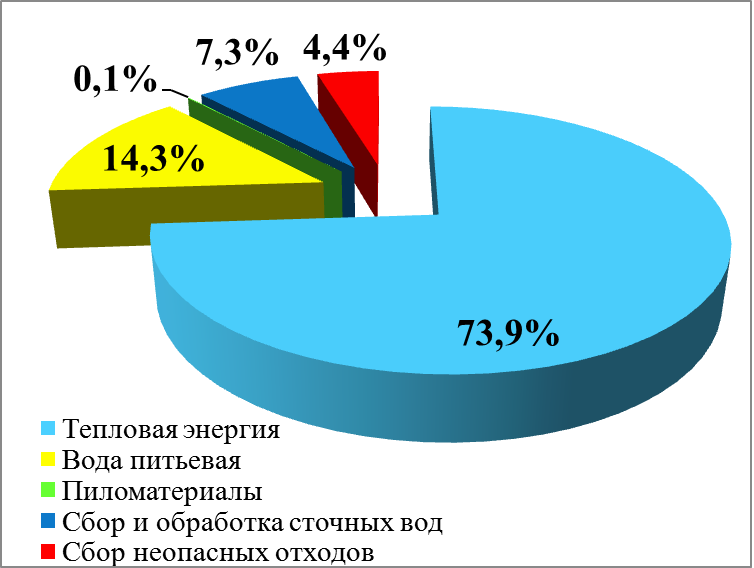 7,3%
4,4%
0,1%
14,3%
73,9%
Тепловая энергия
Вода питьевая
Пиломатериалы
Сбор и обработка сточных вод
Сбор неопасных отходов